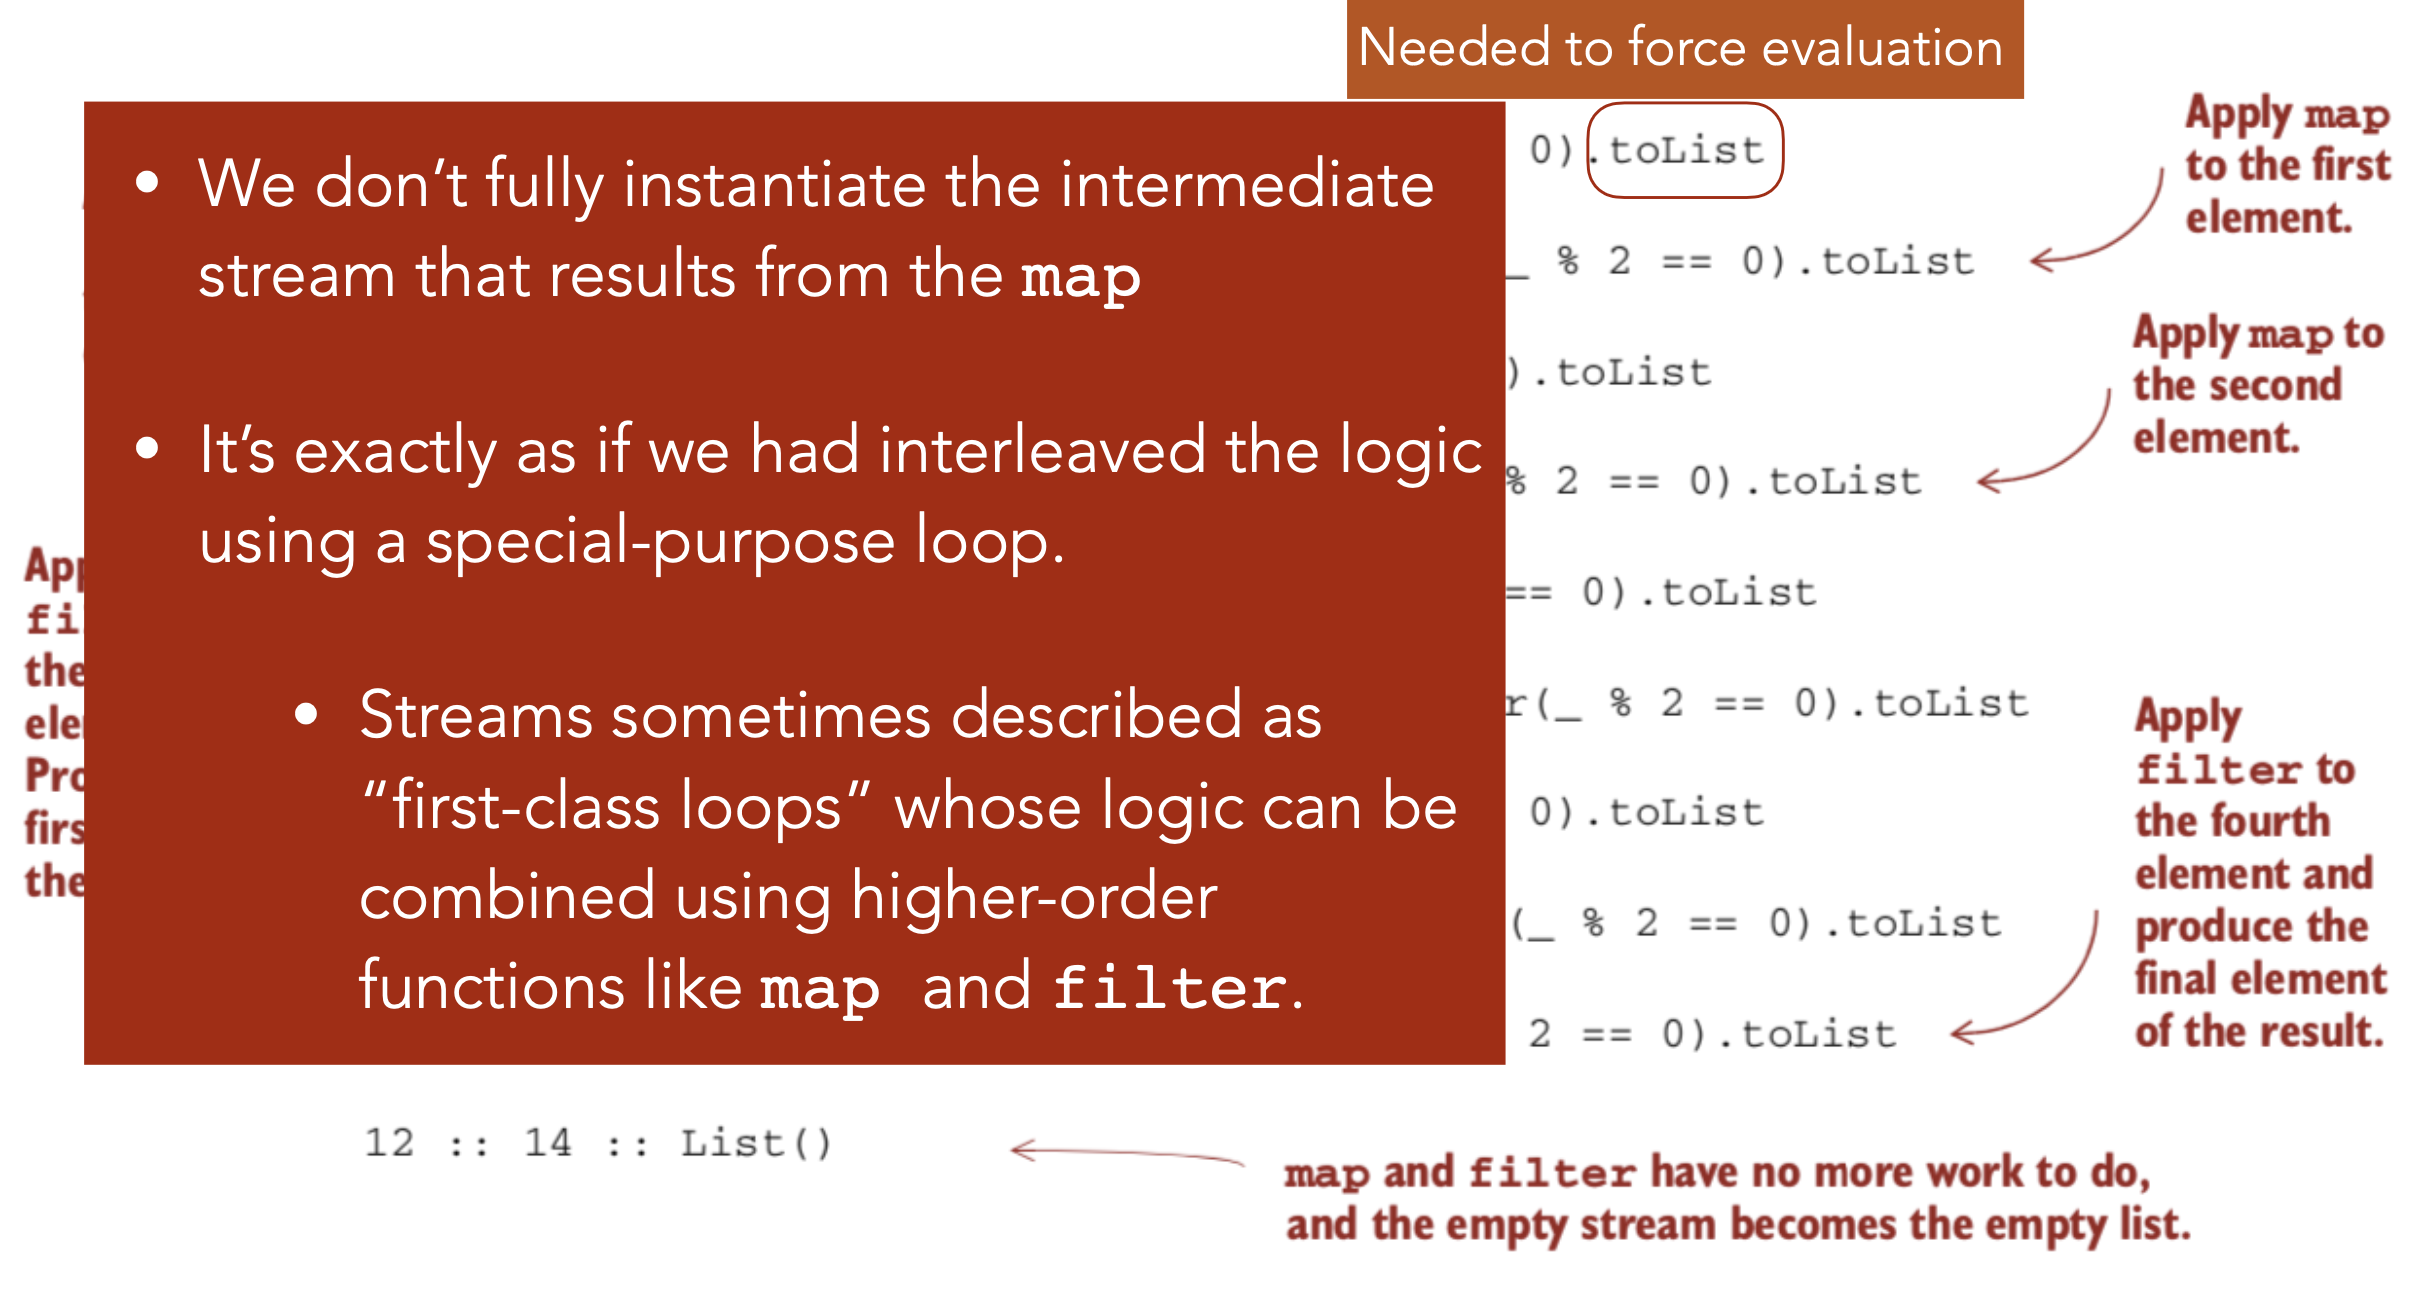 Needed to force evaluation
0).toList
Apply map
to the first
element.
_ % 2 == 0).toList
Apply map to
the second
element.
).toList
% 2 == 0).toList
== 0).toList
r(_ % 2 == 0).toList
0).toList
(_ % 2 == 0).toList
2 == 0).toList
Apply
filter to
the fourth
element and
produce the
final element
of the result.
• We don’t fully instantiate the intermediate
stream that results from the map
• It’s exactly as if we had interleaved the logic
using a special-purpose loop.
• Streams sometimes described as
“first-class loops” whose logic can be
combined using higher-order
functions like map and filter.
the
the
12 :: 14 :: List()
map and filter have no more work to do,
and the empty stream becomes the empty list.